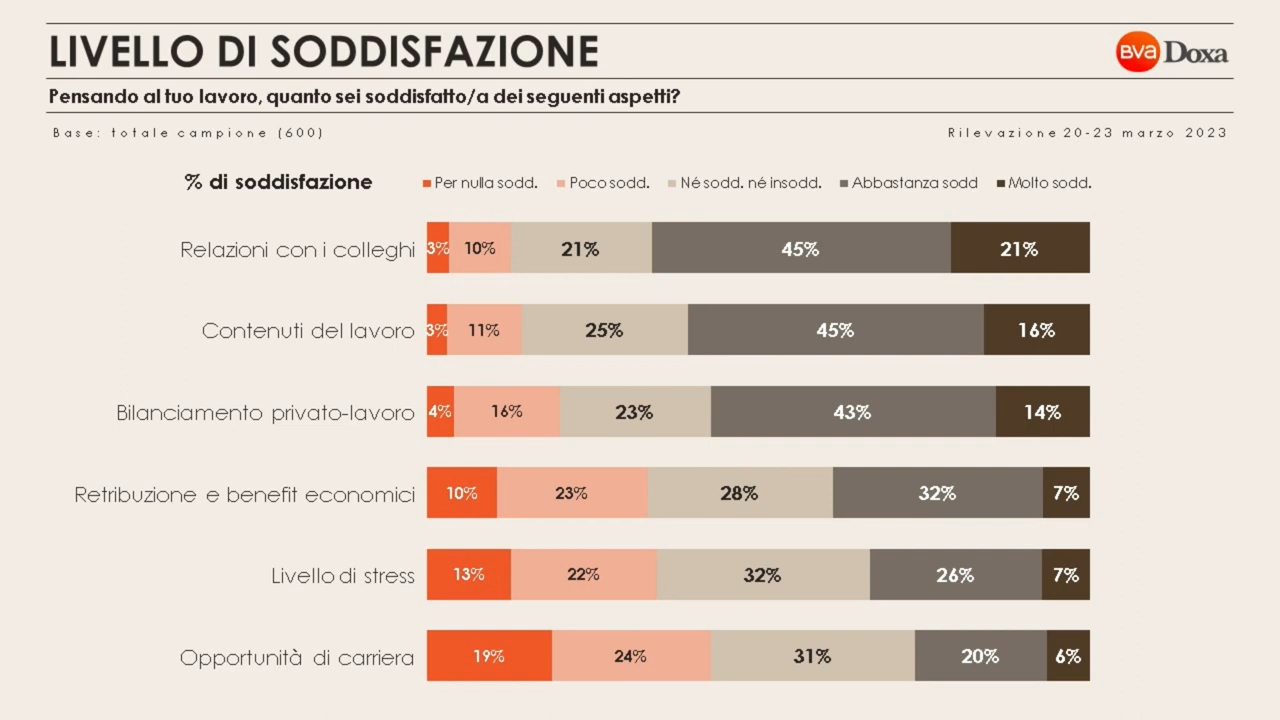 LIVELLO DI SODDISFAZIONE
BVA Doxa
Pensando al tuo lavoro, quanto sei soddisfatto/a dei seguenti aspetti?
Base: totale campione (600)
Rilevazione 20-23 marzo 2023
% di soddisfazione
Per nulla sodd. Poco sodd. Né sodd. né insodd. Abbastanza sodd Molto sodd.
Relazioni con i colleghi 3% 10% 21% 45% 21%
Contenuti del lavoro 3% 11% 25% 45% 16%
Bilanciamento privato-lavoro 4% 16% 23% 43% 14%
Retribuzione e benefit economici 10% 23% 28% 32% 7%
Livello di stress 13% 22% 32% 26% 7%
Opportunità di carriera 19% 24% 31% 20% 6%